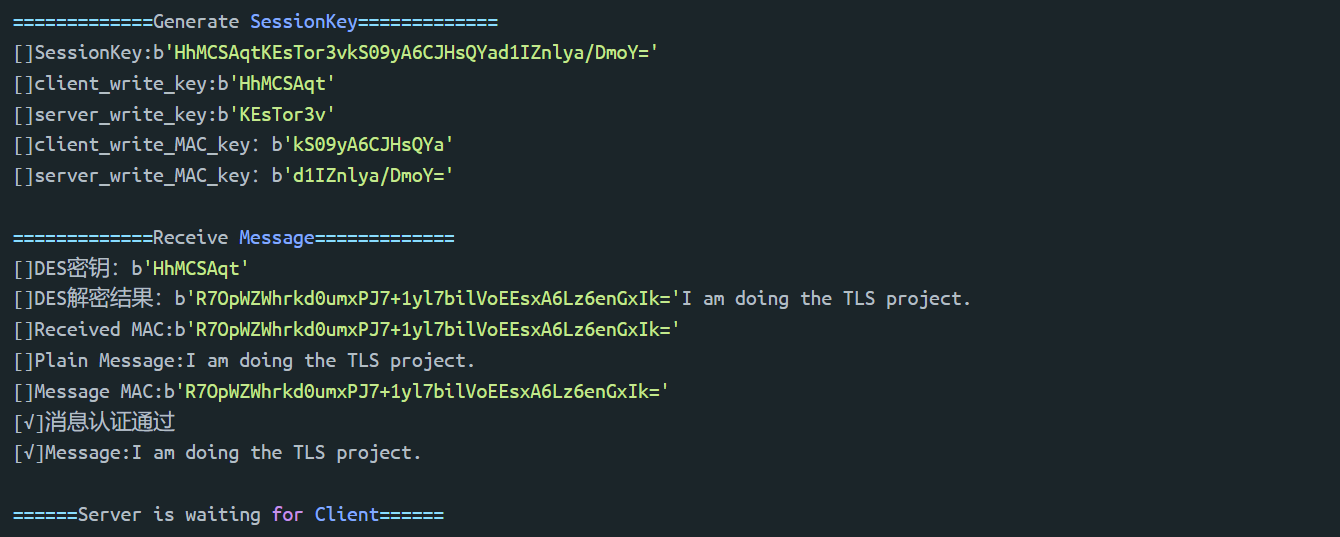 =============Generate SessionKey=============
[]SessionKey:b'HhMCSAqtKEsTor3vkS09yA6CJHsQYad1IZnlya/DmoY='
[]client_write_key:b'HhMCSAqt'
[]server_write_key:b'KEsTor3v'
[]client_write_MAC_key：b'kS09yA6CJHsQYa'
[]server_write_MAC_key：b'd1IZnlya/DmoY='
=============Receive Message=============
[]DES密钥：b'HhMCSAqt'
[]DES解密结果：b'R7OpWZWhrkd0umxPJ7+1yl7bilVoEEsxA6Lz6enGxIk='I am doing the TLS project.
[]Received MAC:b'R7OpWZWhrkd0umxPJ7+1yl7bilVoEEsxA6Lz6enGxIk='
[]Plain Message:I am doing the TLS project.
[]Message MAC:b'R7OpWZWhrkd0umxPJ7+1yl7bilVoEEsxA6Lz6enGxIk='
[√]消息认证通过
[√]Message:I am doing the TLS project.
======Server is waiting for Client======